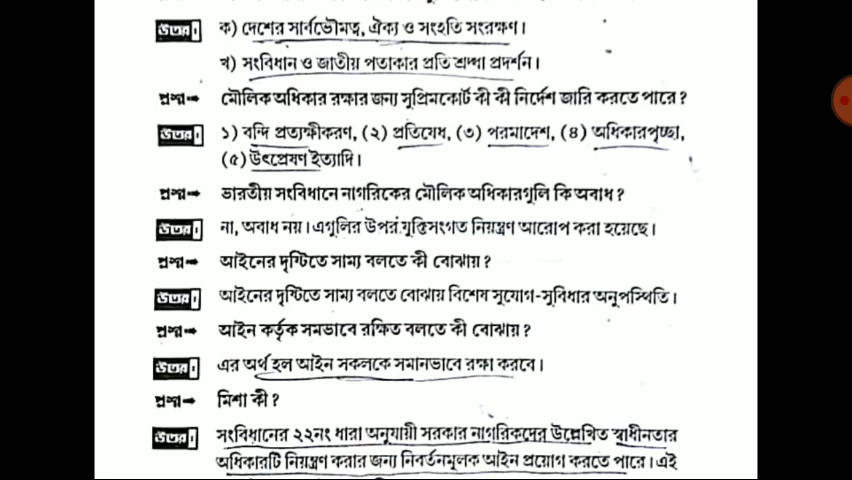 উত্তর ক) দেশের সার্বভৌমত্ব, ঐক্য ও সংহতি সংরক্ষণ।
খ) সংবিধান ও জাতীয় পতাকার প্রতি শ্রদ্ধা প্রদর্শন।
প্রশ্ন মৌলিক অধিকার রক্ষার জন্য সুপ্রিমকোর্ট কী কী নির্দেশ জারি করতে পারে?
উত্তর ১) বন্দি প্রত্যক্ষীকরণ, (২) প্রতিষেধ, (৩) পরমাদেশ, (৪) অধিকারপৃচ্ছা,
(৫) উৎপ্রেষণ ইত্যাদি।
প্রশ্ন ভারতীয় সংবিধানে নাগরিকের মৌলিক অধিকারগুলি কি অবাধ?
উত্তর না, অবাধ নয়। এগুলির উপর যুক্তিসংগত নিয়ন্ত্রণ আরোপ করা হয়েছে।
প্রশ্ন আইনের দৃষ্টিতে সাম্য বলতে কী বোঝায়?
উত্তর আইনের দৃষ্টিতে সাম্য বলতে বোঝায় বিশেষ সুযোগ-সুবিধার অনুপস্থিতি।
প্রশ্ন আইন কর্তৃক সমভাবে রক্ষিত বলতে কী বোঝায়?
উত্তর এর অর্থ হল আইন সকলকে সমানভাবে রক্ষা করবে।
প্রশ্ন মিশা কী?
উত্তর সংবিধানের ২২নং ধারা অনুযায়ী সরকার নাগরিকদের উল্লেখিত স্বাধীনতার
অধিকারটি নিয়ন্ত্রণ করার জন্য নিবর্তনমূলক আইন প্রয়োগ করতে পারে। এই